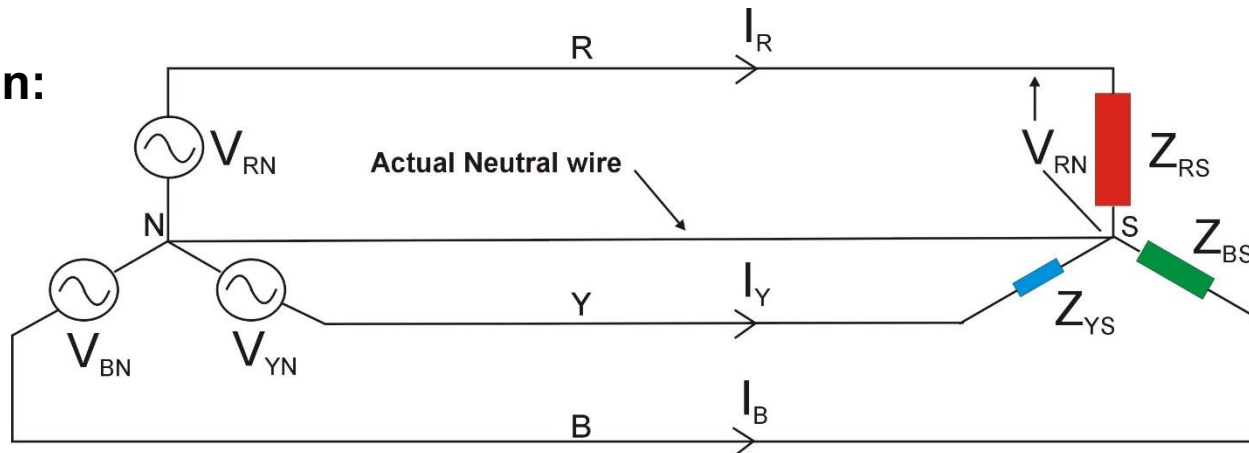 n:
R
I_R
V_RN
Actual Neutral wire
V_RN
Z_RS
N
S
Z_BS
Y
I_Y
Z_YS
V_BN
V_YN
B
I_B